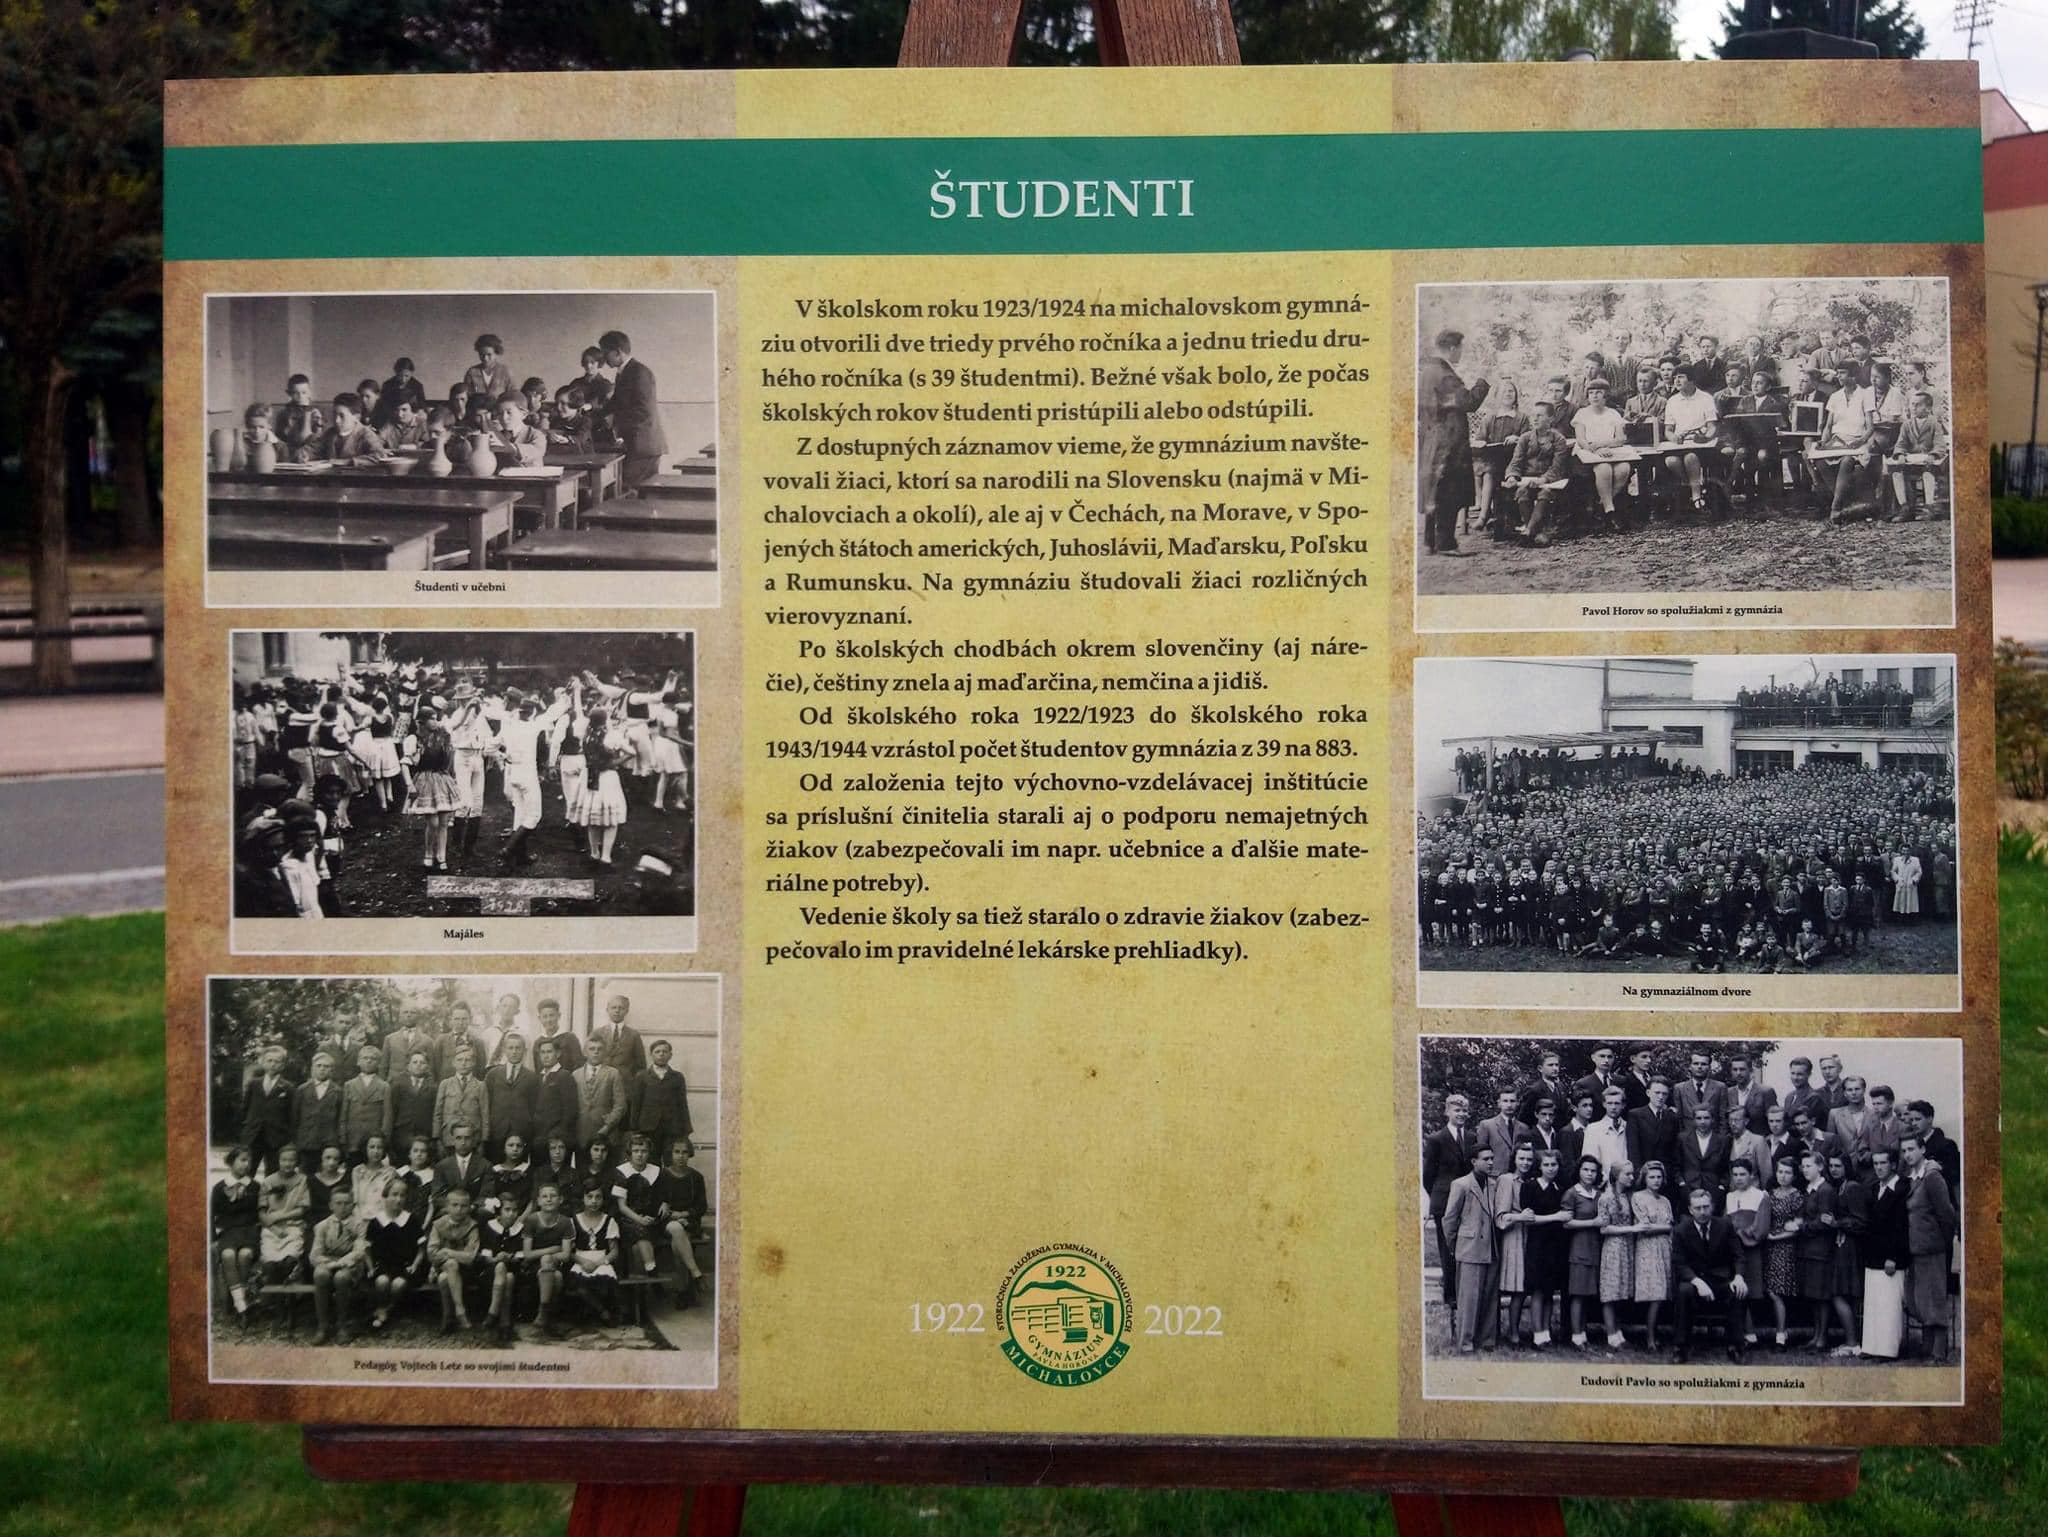 ŠTUDENTI
Študenti v učebni
Majáles
1928
Pedagóg Vojtech Letz so svojimi študentmi
V školskom roku 1923/1924 na michalovskom gymná-
ziu otvorili dve triedy prvého ročníka a jednu triedu dru-
hého ročníka (s 39 študentmi). Bežné však bolo, že počas
školských rokov študenti pristúpili alebo odstúpili.
Z dostupných záznamov vieme, že gymnázium navšte-
vovali žiaci, ktorí sa narodili na Slovensku (najmä v Mi-
chalovciach a okolí), ale aj v Čechách, na Morave, v Spo-
jených štátoch amerických, Juhoslávii, Maďarsku, Poľsku
a Rumunsku. Na gymnáziu študovali žiaci rozličných
vierovyznaní.
Po školských chodbách okrem slovenčiny (aj náre-
čie), češtiny znela aj maďarčina, nemčina a jidiš.
Od školského roka 1922/1923 do školského roka
1943/1944 vzrástol počet študentov gymnázia z 39 na 883.
Od založenia tejto výchovno-vzdelávacej inštitúcie
sa príslušní činitelia starali aj o podporu nemajetných
žiakov (zabezpečovali im napr. učebnice a ďalšie mate-
riálne potreby).
Vedenie školy sa tiež staralo o zdravie žiakov (zabez-
pečovalo im pravidelné lekárske prehliadky).
1922
STOROČNICA ZALOŽENIA GYMNÁZIA V MICHALOVCIACH
1922
GYMNÁZIUM
PAVLA HOROVA
MICHALOVCE
2022
Pavol Horov so spolužiakmi z gymnázia
Na gymnaziálnom dvore
Ľudovít Pavlo so spolužiakmi z gymnázia